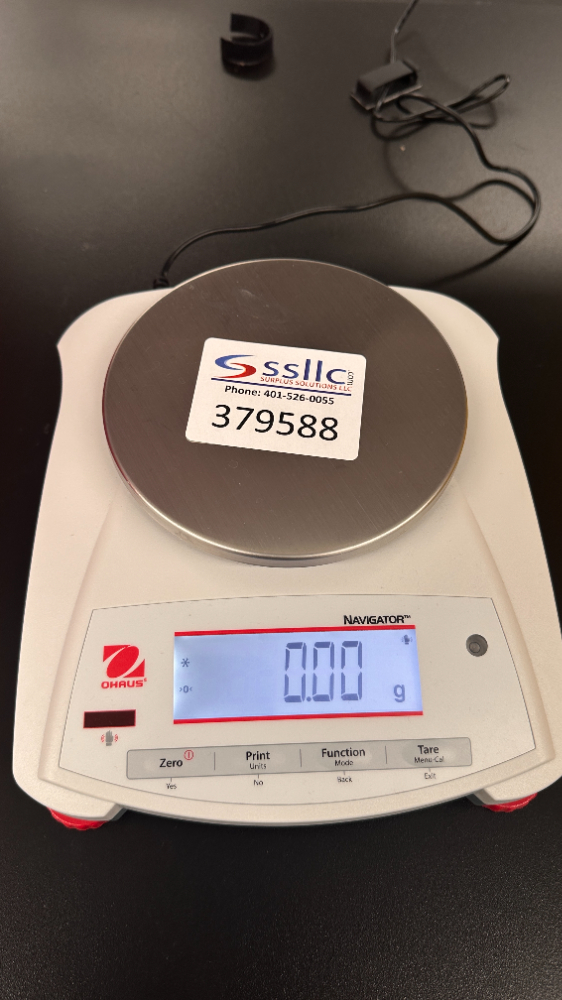 ssllc.com
SURPLUS SOLUTIONS LLC
Phone: 401-526-0055
379588
NAVIGATOR™
OHAUS®
* 0.00 g
›0‹
Zero Print Function Tare
Units Mode Menu-Cal
Yes No Back Exit